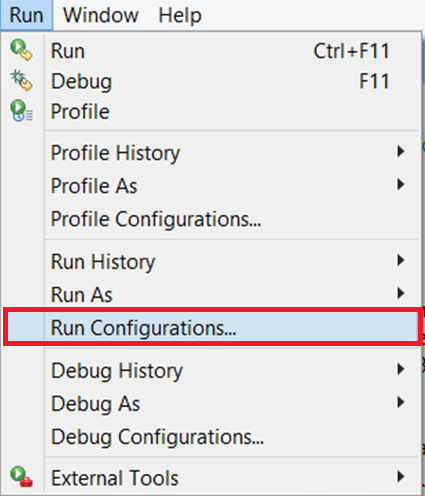 Run Window Help
Run Ctrl+F11
Debug F11
Profile
Profile History
Profile As
Profile Configurations...
Run History
Run As
Run Configurations...
Debug History
Debug As
Debug Configurations...
External Tools